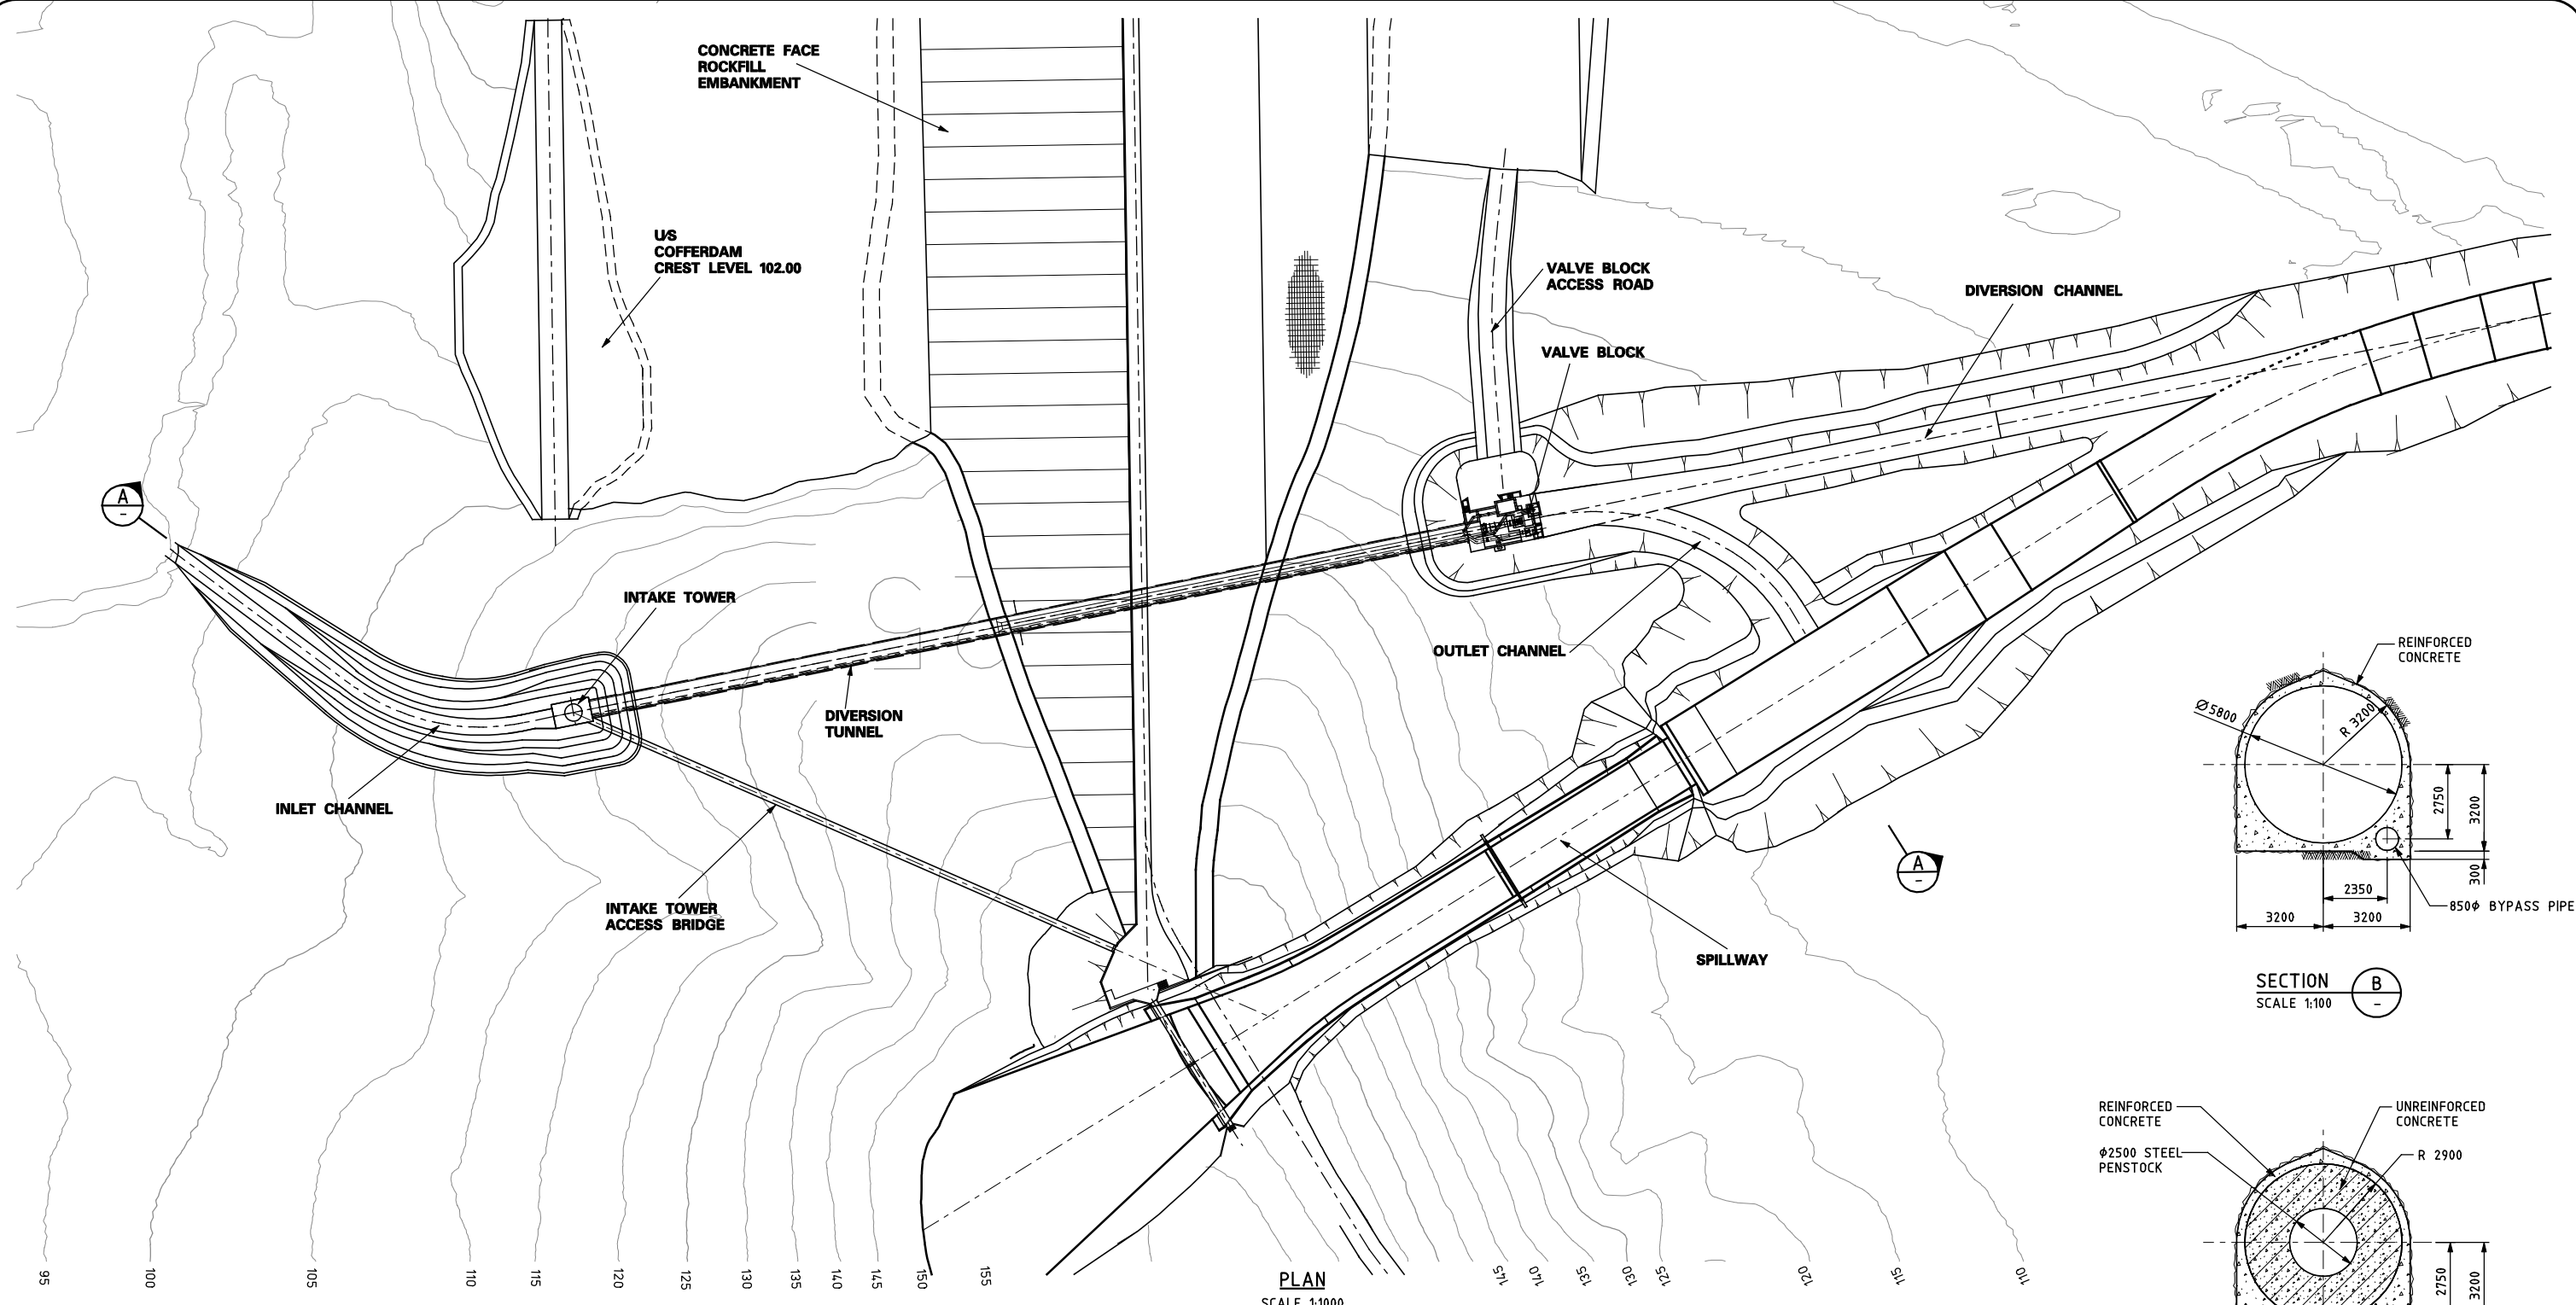 CONCRETE FACE
ROCKFILL
EMBANKMENT
U/S
COFFERDAM
CREST LEVEL 102.00
VALVE BLOCK
ACCESS ROAD
DIVERSION CHANNEL
VALVE BLOCK
A
-
INTAKE TOWER
OUTLET CHANNEL
DIVERSION
TUNNEL
INLET CHANNEL
INTAKE TOWER
ACCESS BRIDGE
A
-
SPILLWAY
REINFORCED
CONCRETE
Ø5800
R 3200
2750
3200
300
2350
850ϕ BYPASS PIPE
3200
3200
SECTION
B
SCALE 1:100
-
REINFORCED
CONCRETE
UNREINFORCED
CONCRETE
ϕ2500 STEEL
PENSTOCK
R 2900
2750
3200
95
100
105
110
115
120
125
130
135
140
145
150
155
145
140
135
130
125
120
115
110
PLAN
SCALE 1:1000